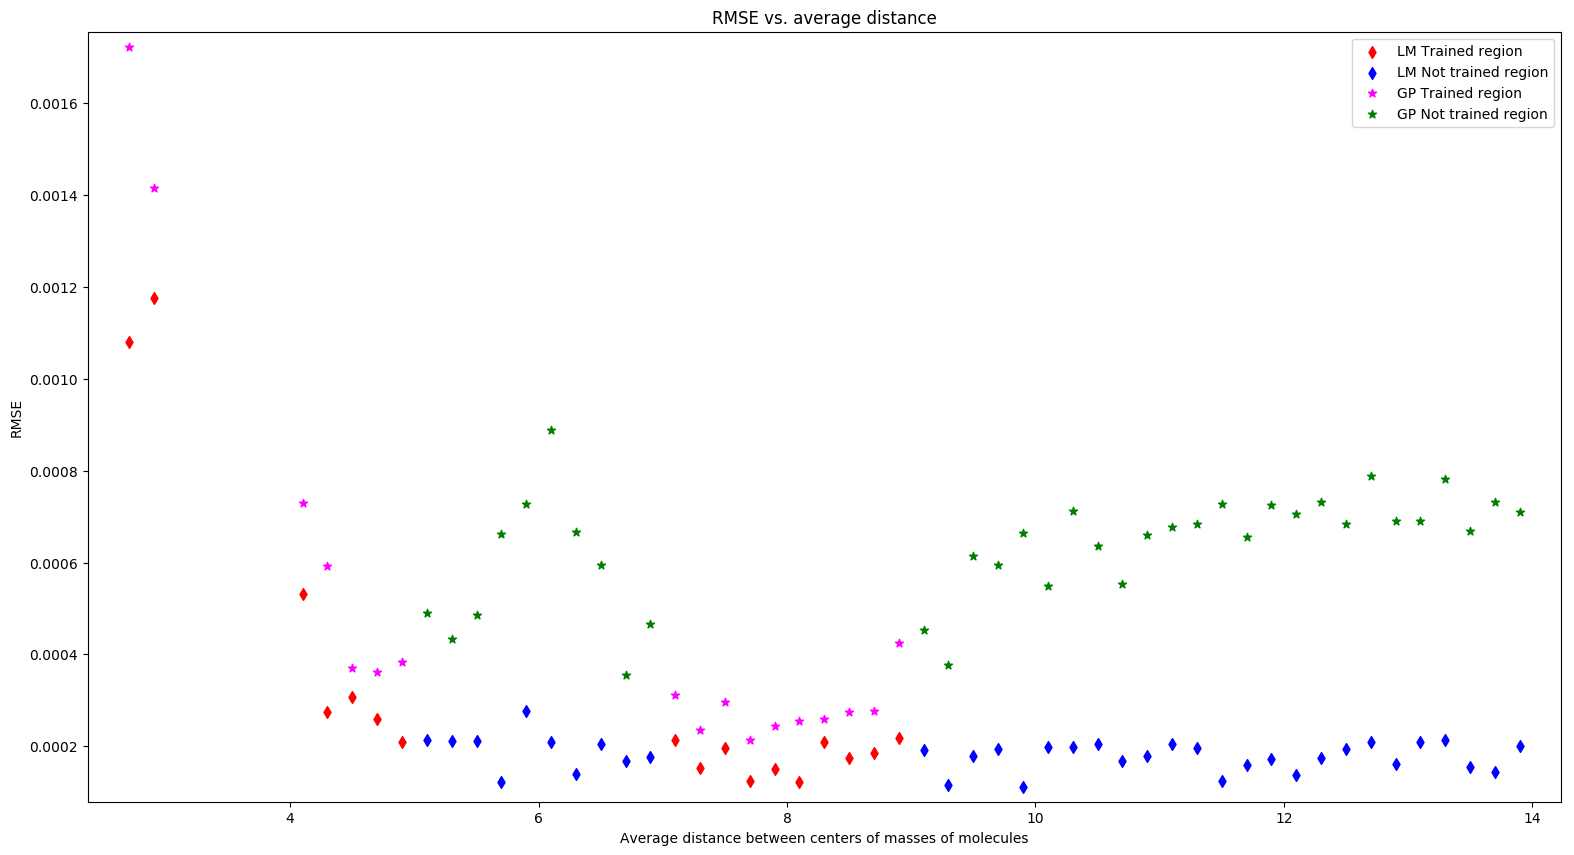 RMSE vs. average distance
LM Trained region
LM Not trained region
GP Trained region
GP Not trained region
0.0016
0.0014
0.0012
0.0010
0.0008
0.0006
0.0004
0.0002
RMSE
4 6 8 10 12 14
Average distance between centers of masses of molecules